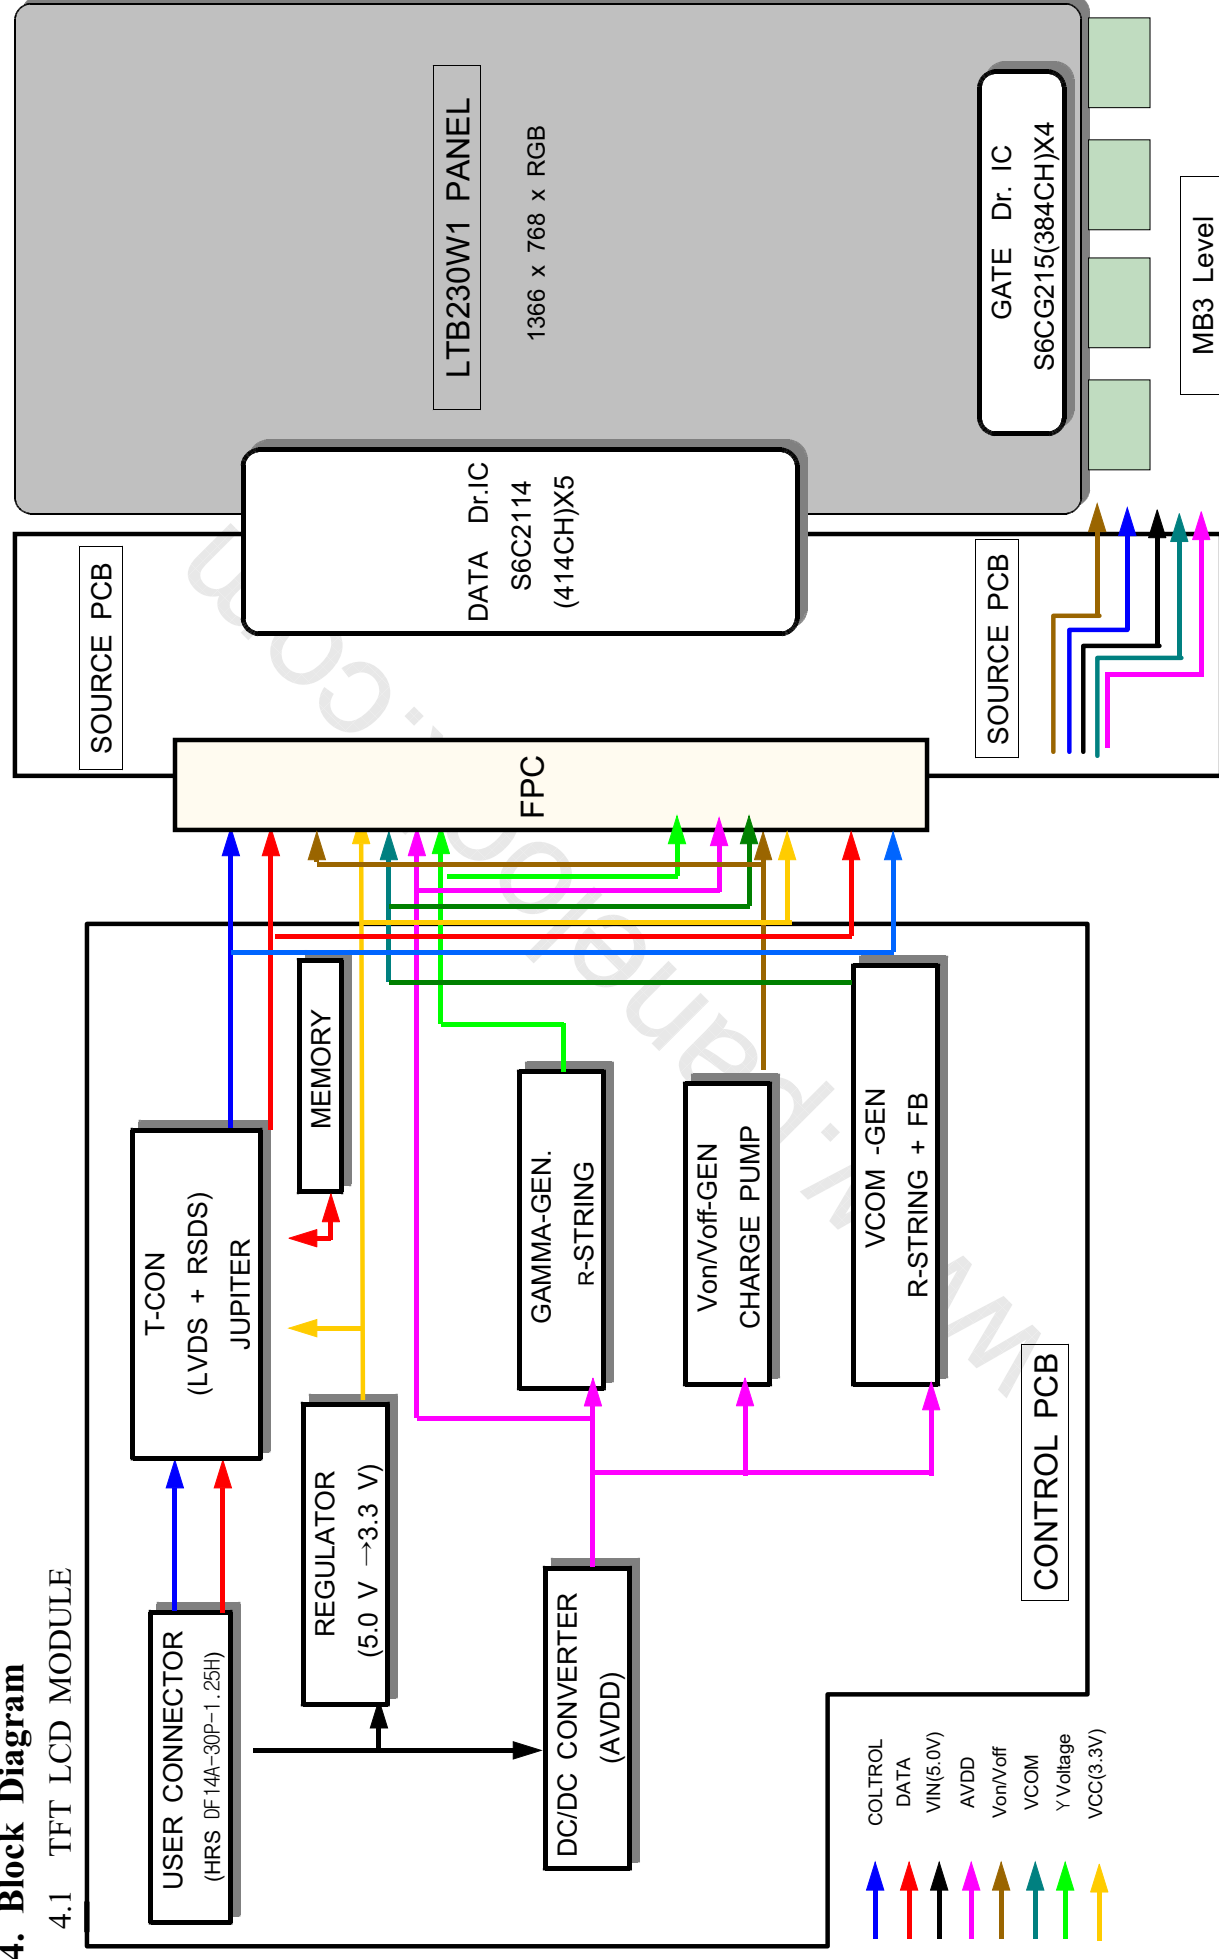 4. Block Diagram
4.1 TFT LCD MODULE
USER CONNECTOR
(HRS DF14A-30P-1.25H)
T-CON
(LVDS + RSDS)
JUPITER
MEMORY
REGULATOR
(5.0 V →3.3 V)
DC/DC CONVERTER
(AVDD)
GAMMA-GEN.
R-STRING
Von/Voff-GEN
CHARGE PUMP
VCOM -GEN
R-STRING + FB
CONTROL PCB
FPC
SOURCE PCB
SOURCE PCB
DATA Dr.IC
S6C2114
(414CH)X5
LTB230W1 PANEL
1366 x 768 x RGB
GATE Dr. IC
S6CG215(384CH)X4
MB3 Level
COLTROL
DATA
VIN(5.0V)
AVDD
Von/Voff
VCOM
Y Voltage
VCC(3.3V)